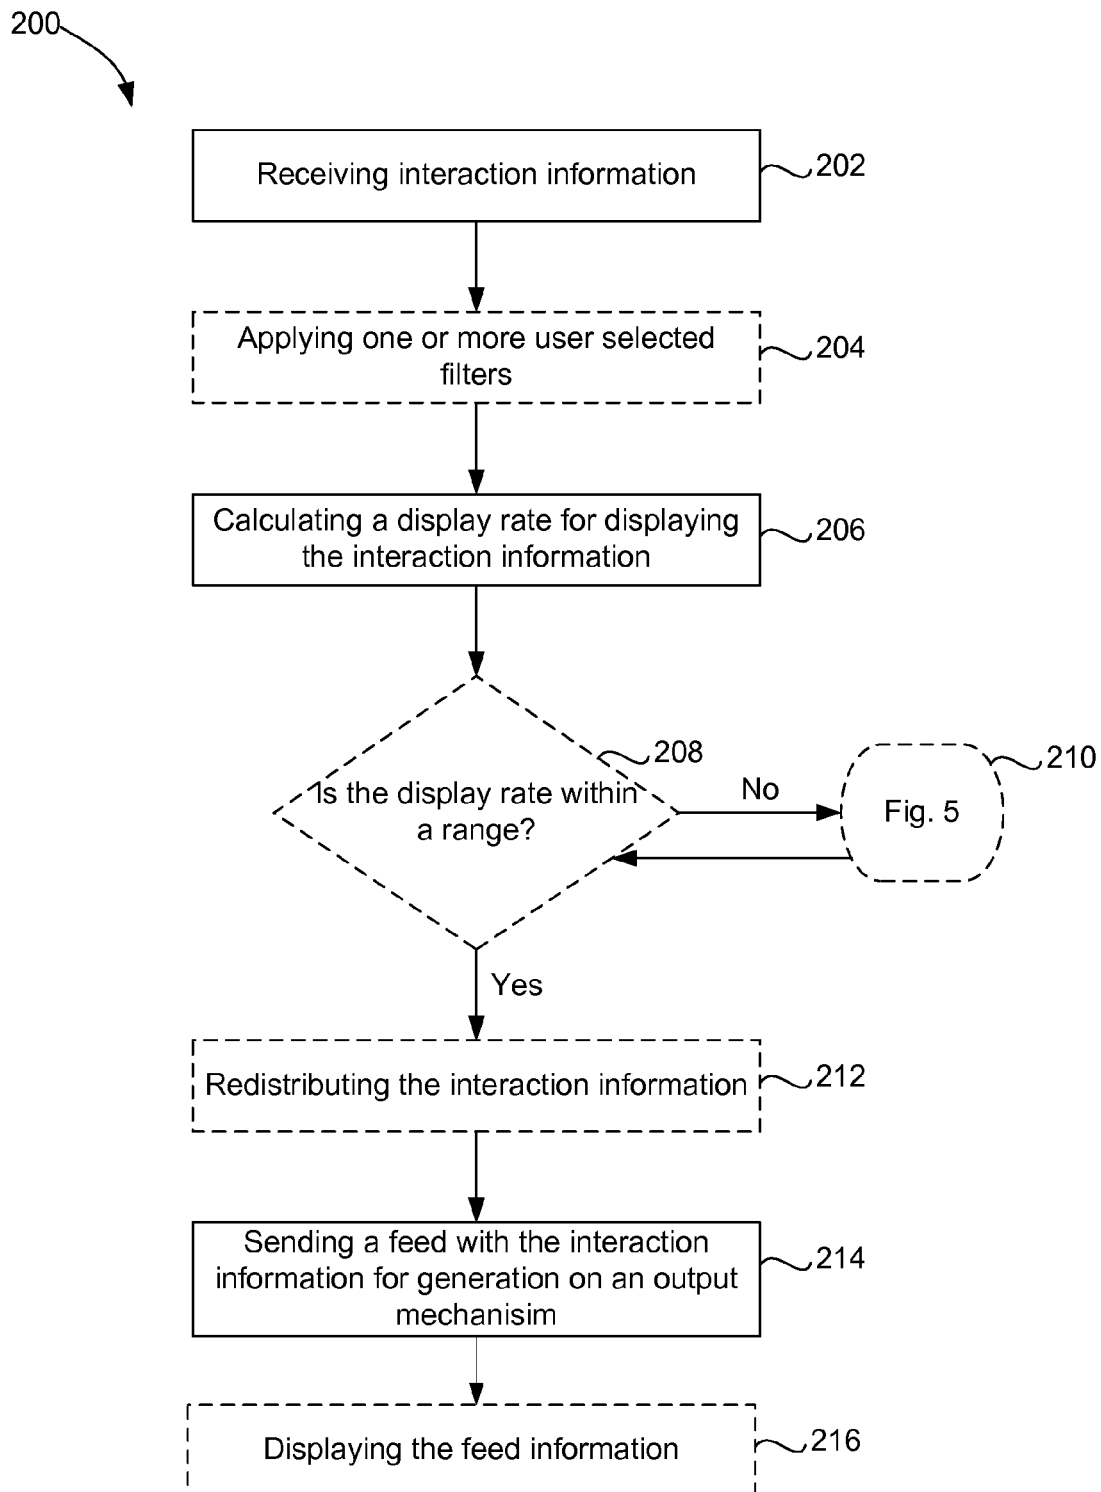 200
Receiving interaction information
202
Applying one or more user selected
filters
204
Calculating a display rate for displaying
the interaction information
206
208
Is the display rate within
a range?
No
Fig. 5
210
Yes
Redistributing the interaction information
212
Sending a feed with the interaction
information for generation on an output
mechanisim
214
Displaying the feed information
216